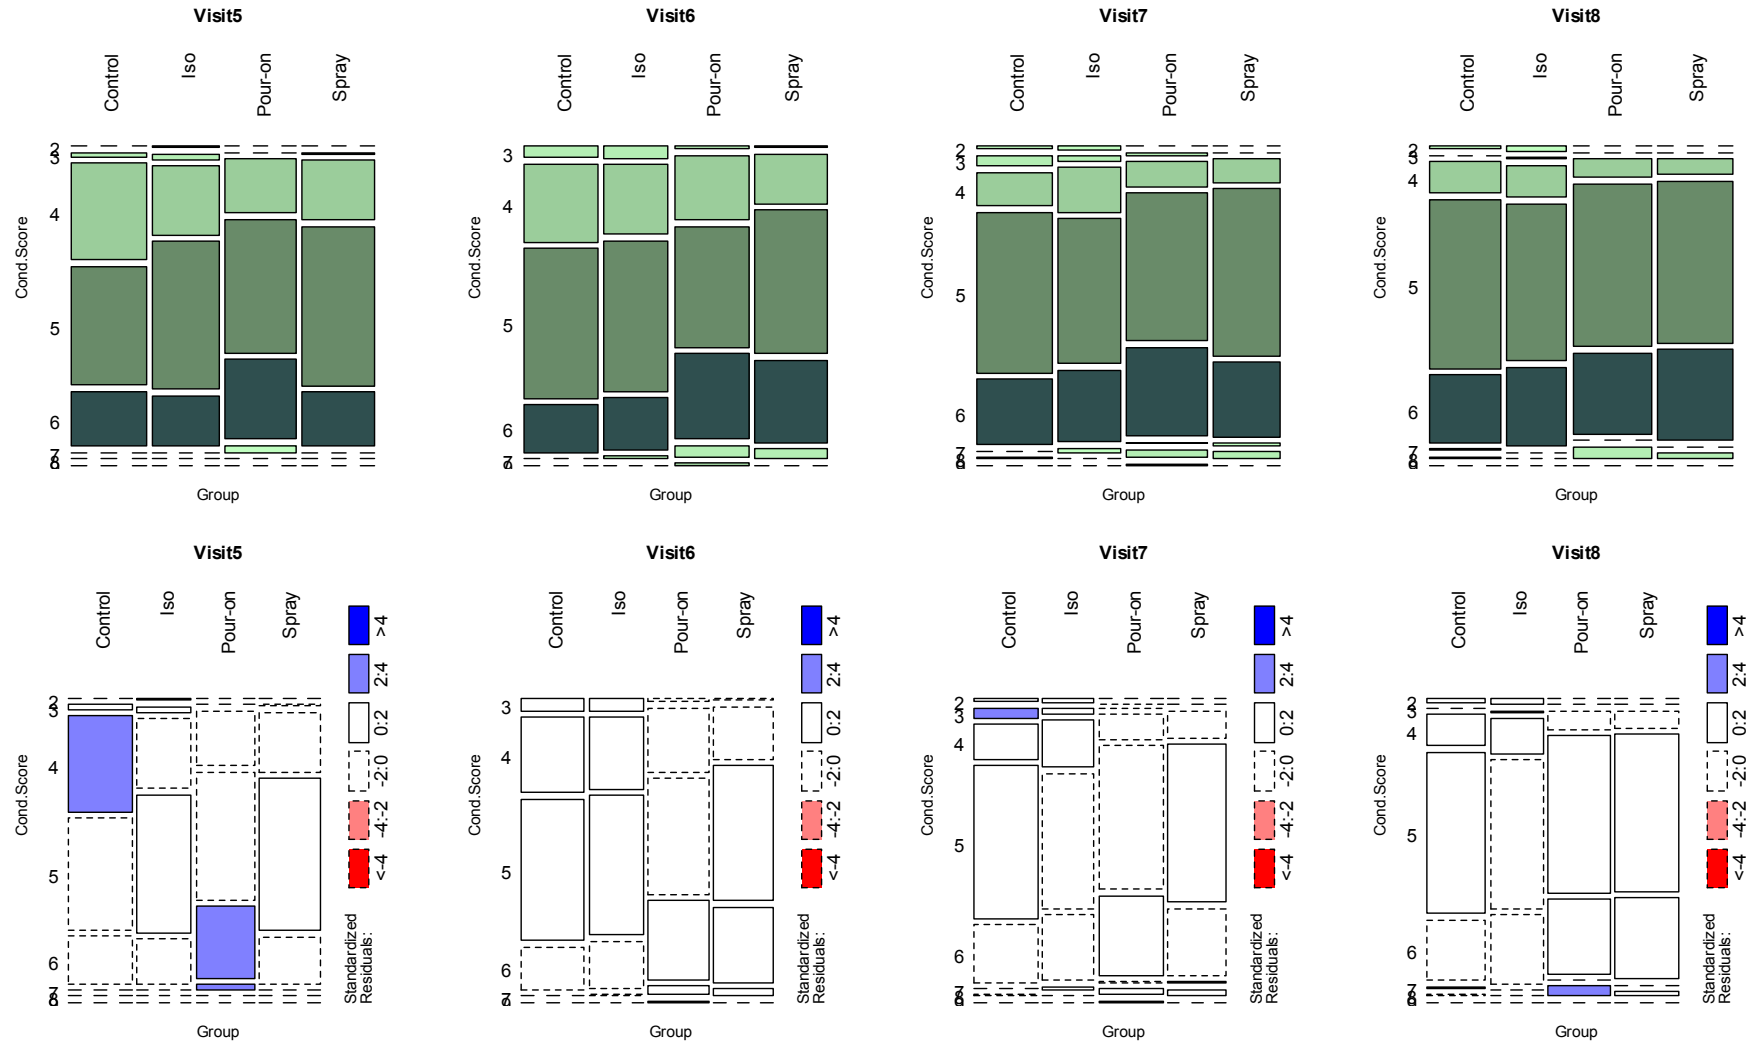 Visit5
Visit6
Visit7
Visit8
Control
Iso
Pour-on
Spray
Control
Iso
Pour-on
Spray
Control
Iso
Pour-on
Spray
Control
Iso
Pour-on
Spray
Cond.Score
2
3
4
5
6
7
8
Cond.Score
3
4
5
6
7
Cond.Score
2
3
4
5
6
7
8
Cond.Score
3
4
5
6
7
8
Group
Group
Group
Group
Visit5
Visit6
Visit7
Visit8
Control
Iso
Pour-on
Spray
Control
Iso
Pour-on
Spray
Control
Iso
Pour-on
Spray
Control
Iso
Pour-on
Spray
Cond.Score
2
3
4
5
6
7
8
Standardized
Residuals:
<-4
-4:-2
-2:0
0:2
2:4
>4
Cond.Score
3
4
5
6
7
Standardized
Residuals:
<-4
-4:-2
-2:0
0:2
2:4
>4
Cond.Score
2
3
4
5
6
7
8
Standardized
Residuals:
<-4
-4:-2
-2:0
0:2
2:4
>4
Cond.Score
2
3
4
5
6
7
8
Standardized
Residuals:
<-4
-4:-2
-2:0
0:2
2:4
>4
Group
Group
Group
Group